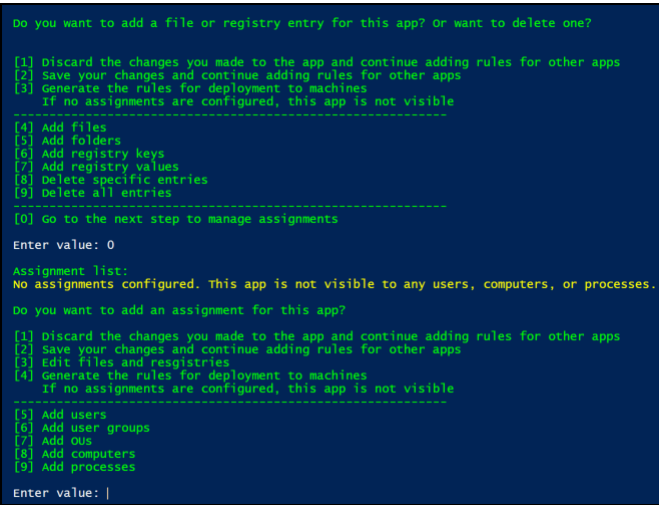 Do you want to add a file or registry entry for this app? Or want to delete one?
[1] Discard the changes you made to the app and continue adding rules for other apps
[2] Save your changes and continue adding rules for other apps
[3] Generate the rules for deployment to machines
If no assignments are configured, this app is not visible
------------------------------------------------------------
[4] Add files
[5] Add folders
[6] Add registry keys
[7] Add registry values
[8] Delete specific entries
[9] Delete all entries
------------------------------------------------------------
[0] Go to the next step to manage assignments
Enter value: 0
Assignment list:
No assignments configured. This app is not visible to any users, computers, or processes.
Do you want to add an assignment for this app?
[1] Discard the changes you made to the app and continue adding rules for other apps
[2] Save your changes and continue adding rules for other apps
[3] Edit files and resgistries
[4] Generate the rules for deployment to machines
If no assignments are configured, this app is not visible
------------------------------------------------------------
[5] Add users
[6] Add user groups
[7] Add OUs
[8] Add computers
[9] Add processes
Enter value: